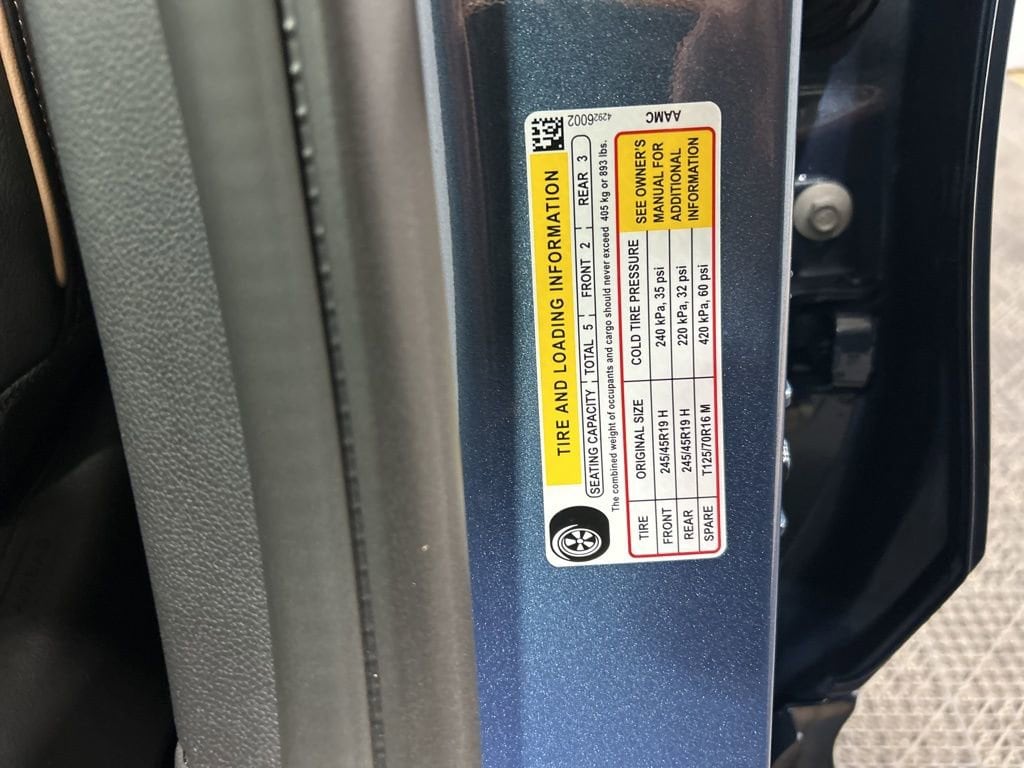 42926002
AAMC
TIRE AND LOADING INFORMATION
SEATING CAPACITY TOTAL 5 FRONT 2 REAR 3
The combined weight of occupants and cargo should never exceed 405 kg or 893 lbs.
TIRE ORIGINAL SIZE COLD TIRE PRESSURE
FRONT 245/45R19 H 240 kPa, 35 psi
REAR 245/45R19 H 220 kPa, 32 psi
SPARE T125/70R16 M 420 kPa, 60 psi
SEE OWNER'S
MANUAL FOR
ADDITIONAL
INFORMATION